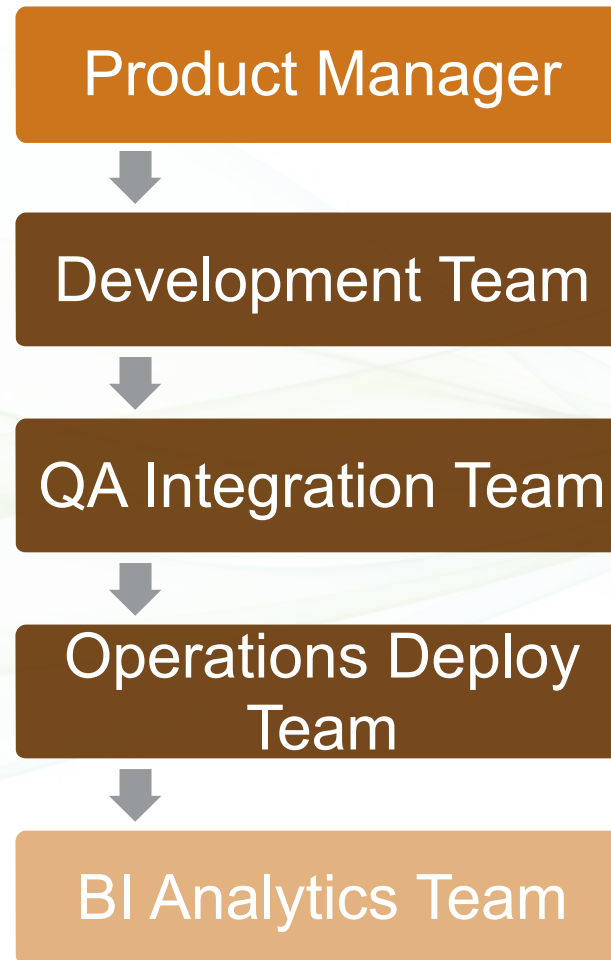 Product Manager
Development Team
QA Integration Team
Operations Deploy
Team
BI Analytics Team